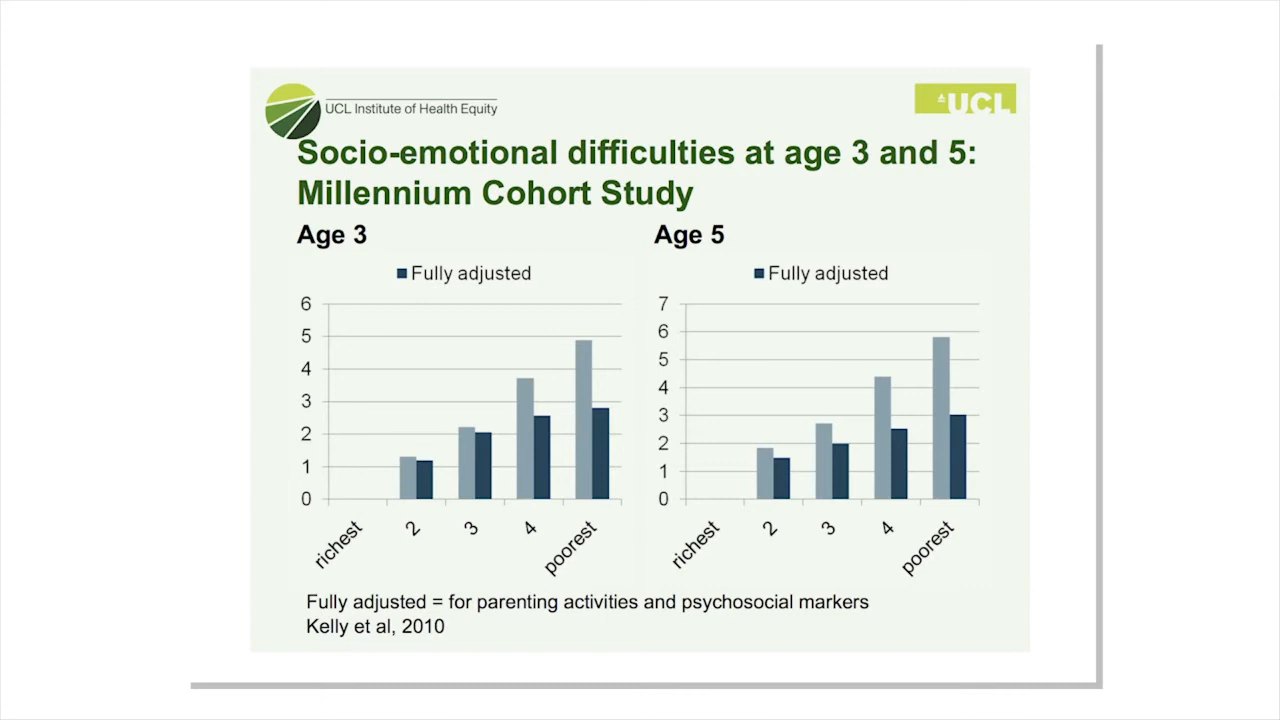 UCL Institute of Health Equity
UCL
Socio-emotional difficulties at age 3 and 5:
Millennium Cohort Study
Age 3
Age 5
Fully adjusted
6
5
4
3
2
1
0
richest
2
3
4
poorest
Fully adjusted
7
6
5
4
3
2
1
0
richest
2
3
4
poorest
Fully adjusted = for parenting activities and psychosocial markers
Kelly et al, 2010